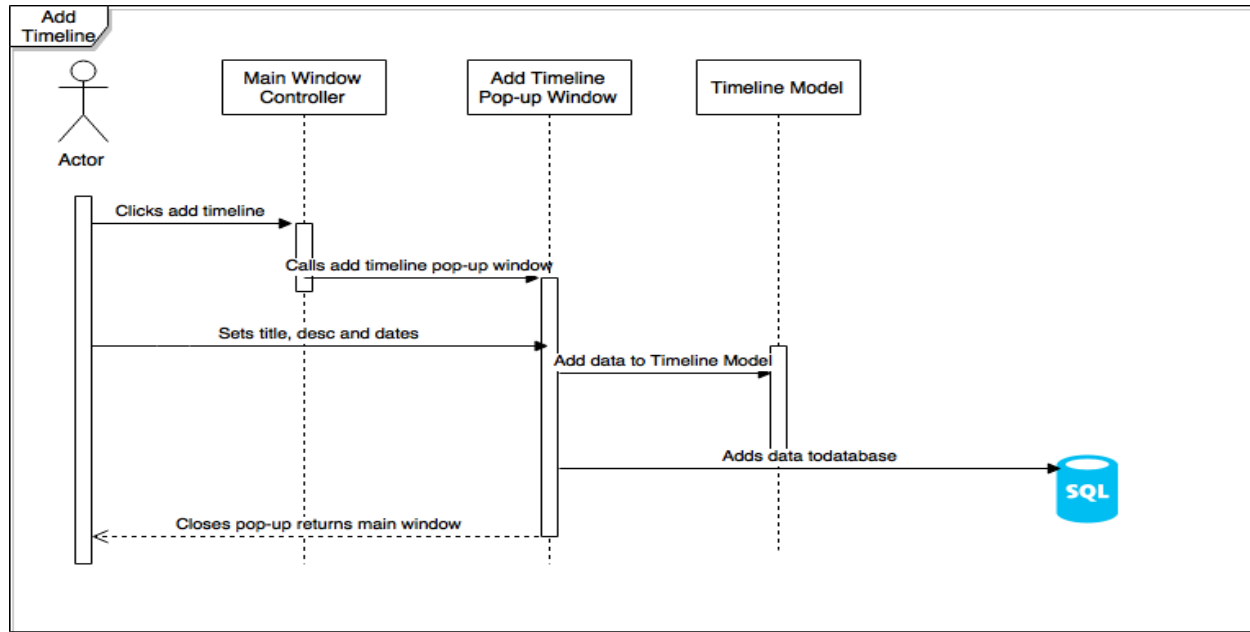 Add
Timeline
Main Window
Controller
Add Timeline
Pop-up Window
Timeline Model
Actor
Clicks add timeline
Calls add timeline pop-up window
Sets title, desc and dates
Add data to Timeline Model
Adds data todatabase
SQL
Closes pop-up returns main window